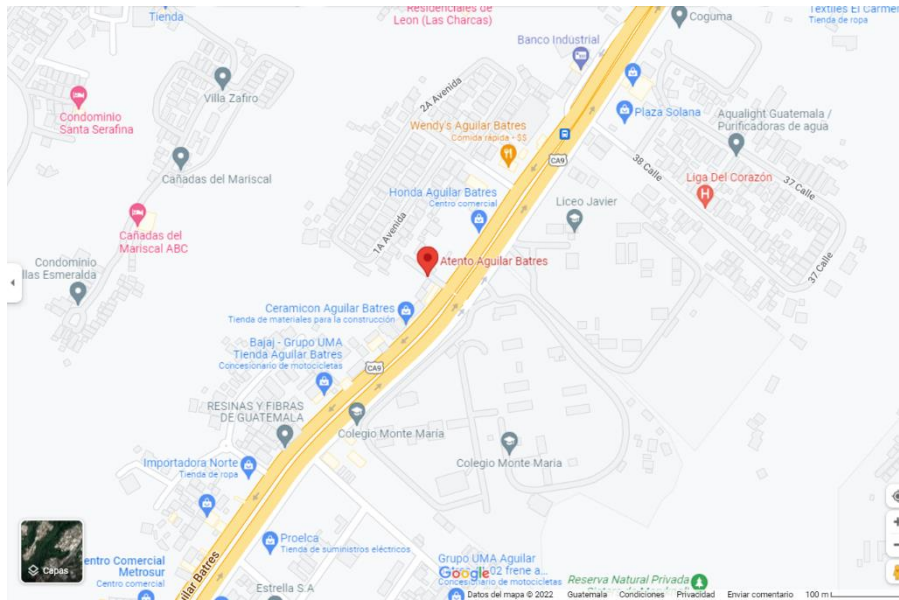 Residenciales de
Leon (Las Charcas)
Tienda
Coguma
Textiles El Carmen
Tienda de ropa
Banco Industrial
Villa Zafiro
2A Avenida
Condominio
Santa Serafina
Plaza Solana
Aqualight Guatemala /
Purificadoras de agua
Wendy's Aguilar Batres
Comida rápida - $$
CA9
38 Calle
37 Calle
Cañadas del Mariscal
Liga Del Corazón
Honda Aguilar Batres
Centro comercial
Liceo Javier
Cañadas del
Mariscal ABC
1A Avenida
Condominio
llas Esmeralda
Atento Aguilar Batres
37 Calle
Ceramicon Aguilar Batres
Tienda de materiales para la construcción
Bajaj - Grupo UMA
Tienda Aguilar Batres
Concesionario de motocicletas
CA9
RESINAS Y FIBRAS
DE GUATEMALA
Colegio Monte María
Colegio Monte Maria
Importadora Norte
Tienda de ropa
Proelca
Tienda de suministros eléctricos
entro Comercial
Metrosur
Centro comercial
uilar Batres
Estrella S.A
Grupo UMA Aguilar
02 frene a...
Concesionario de motocicletas
Reserva Natural Privada
Capas
Google
Datos del mapa © 2022 Guatemala Condiciones Privacidad Enviar comentario 100 m